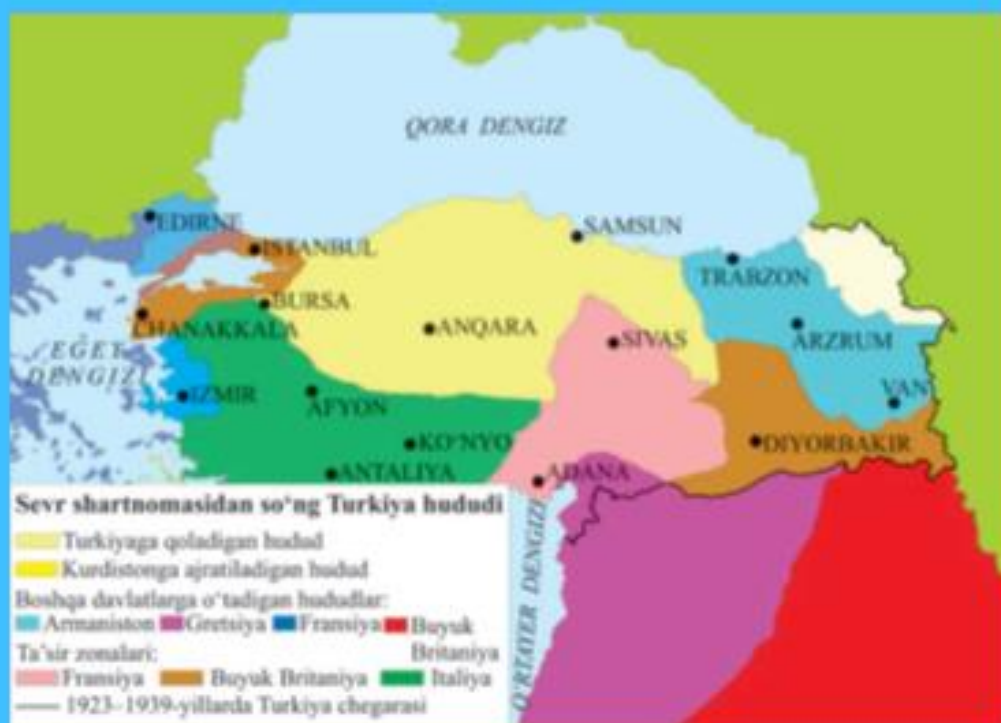 QORA DENGIZ
EDIRNE
ISTANBUL
SAMSUN
TRABZON
BURSA
CHANAKKALA
ANQARA
SIVAS
ARZRUM
EGEY
DENGIZI
IZMIR
AFYON
VAN
KO‘NYO
DIYORBAKIR
ANTALIYA
ADANA
O‘RTAYER DENGIZI
Sevr shartnomasidan so‘ng Turkiya hududi
Turkiyaga qoladigan hudud
Kurdistonga ajratiladigan hudud
Boshqa davlatlarga o‘tadigan hududlar:
Armaniston Gretsiya Fransiya Buyuk
Britaniya
Ta’sir zonalari:
Fransiya Buyuk Britaniya Italiya
1923–1939-yillarda Turkiya chegarasi